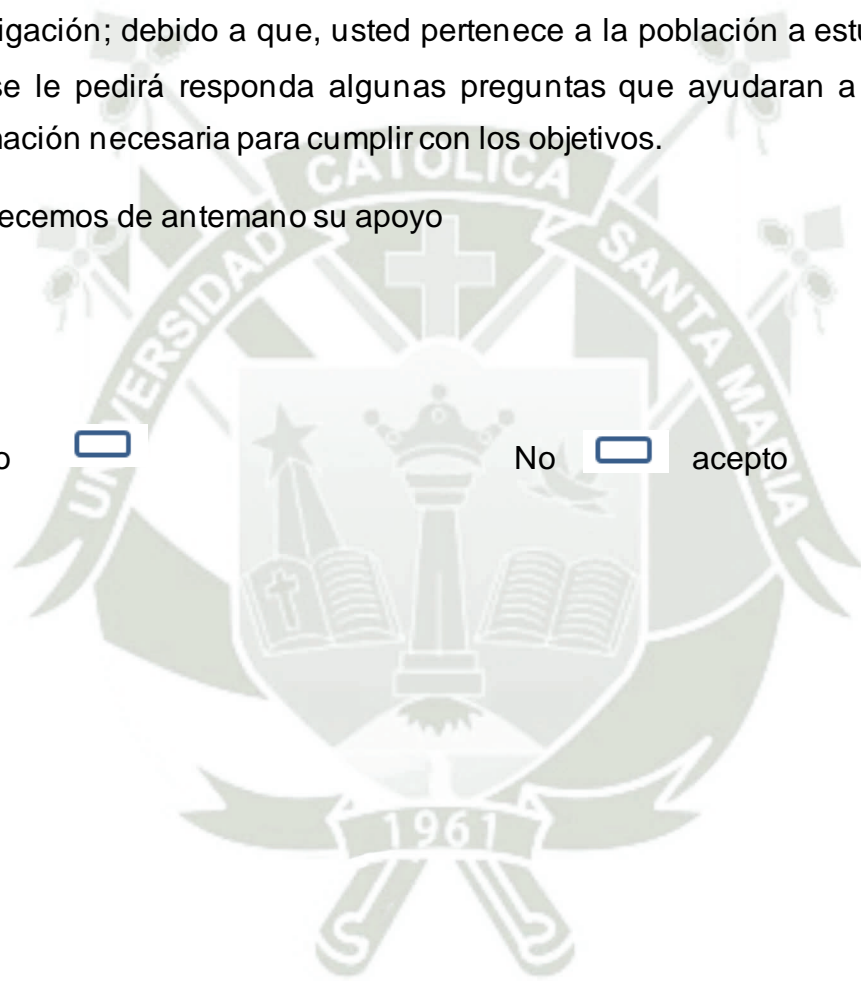 igación; debido a que, usted pertenece a la población a estu
se le pedirá responda algunas preguntas que ayudaran a
nación necesaria para cumplir con los objetivos.
ecemos de antemano su apoyo
o No acepto
UNIVERSIDAD CATOLICA SANTA MARIA
1961